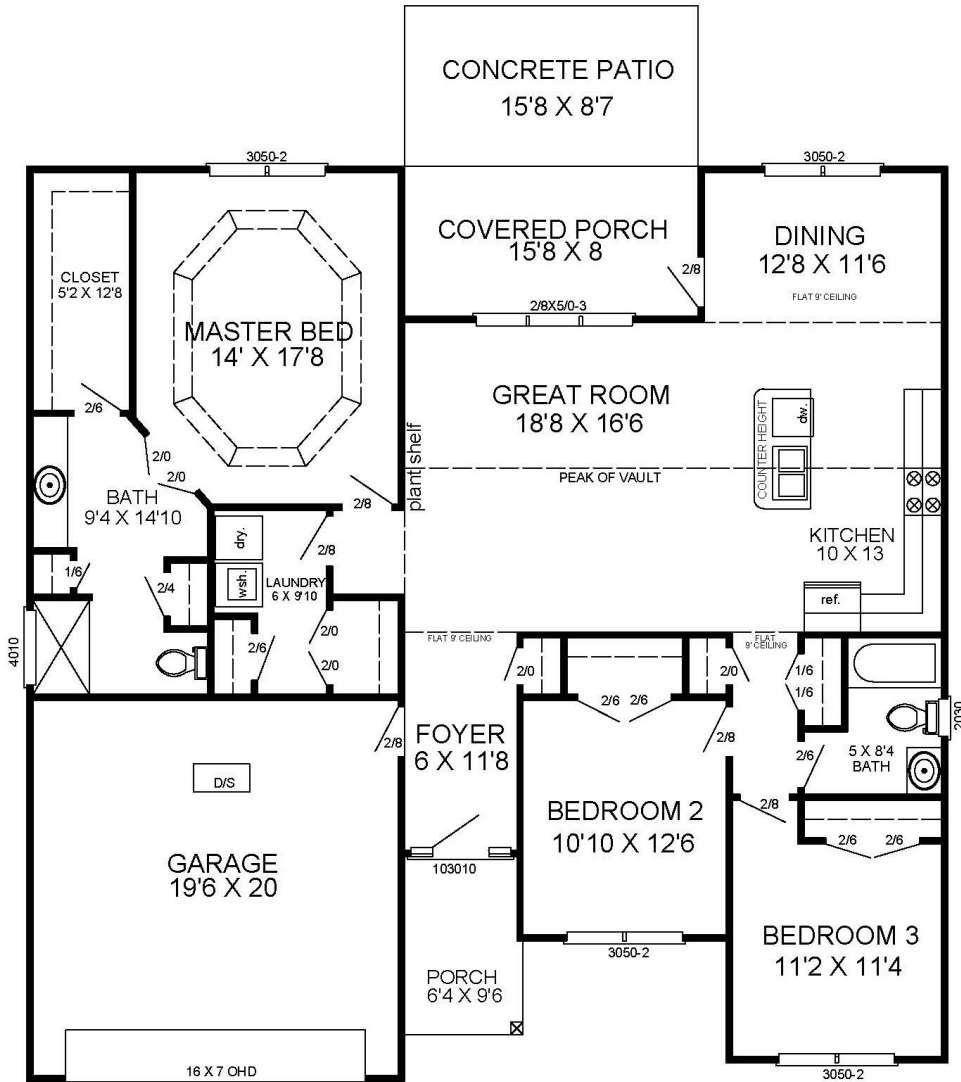 CONCRETE PATIO
15'8 X 8'7
3050-2
3050-2
COVERED PORCH
15'8 X 8
2/8
DINING
12'8 X 11'6
FLAT 9' CEILING
CLOSET
5'2 X 12'8
MASTER BED
14' X 17'8
2/8X5/0-3
GREAT ROOM
18'8 X 16'6
plant shelf
PEAK OF VAULT
COUNTER HEIGHT
dw.
KITCHEN
10 X 13
ref.
2/6
2/0
2/0
BATH
9'4 X 14'10
2/8
dry.
wsh.
2/8
LAUNDRY
6 X 9'10
1/6
2/4
4010
2/6
2/0
2/0
FLAT 9' CEILING
FLAT
9' CEILING
2/0
2/6
2/6
2/0
1/6
1/6
2030
2/8
FOYER
6 X 11'8
2/8
2/6
5 X 8'4
BATH
D/S
GARAGE
19'6 X 20
103010
BEDROOM 2
10'10 X 12'6
2/8
2/6
2/6
BEDROOM 3
11'2 X 11'4
3050-2
PORCH
6'4 X 9'6
16 X 7 OHD
3050-2